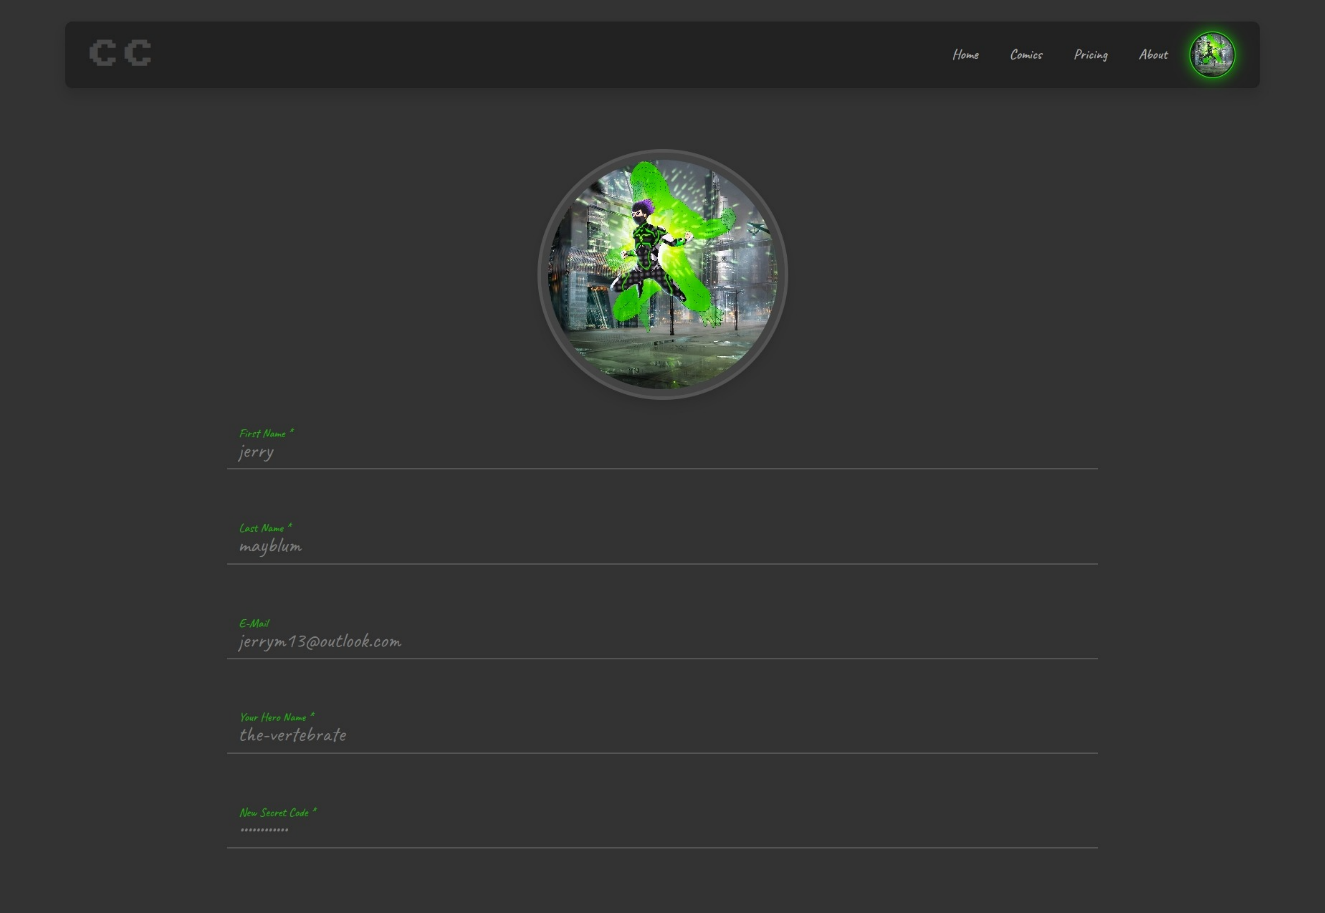 CC
Home Comics Pricing About
First Name *
jerry
Last Name *
mayblum
E-Mail
jerrym13@outlook.com
Your Hero Name *
the-vertebrate
New Secret Code *
••••••••••••